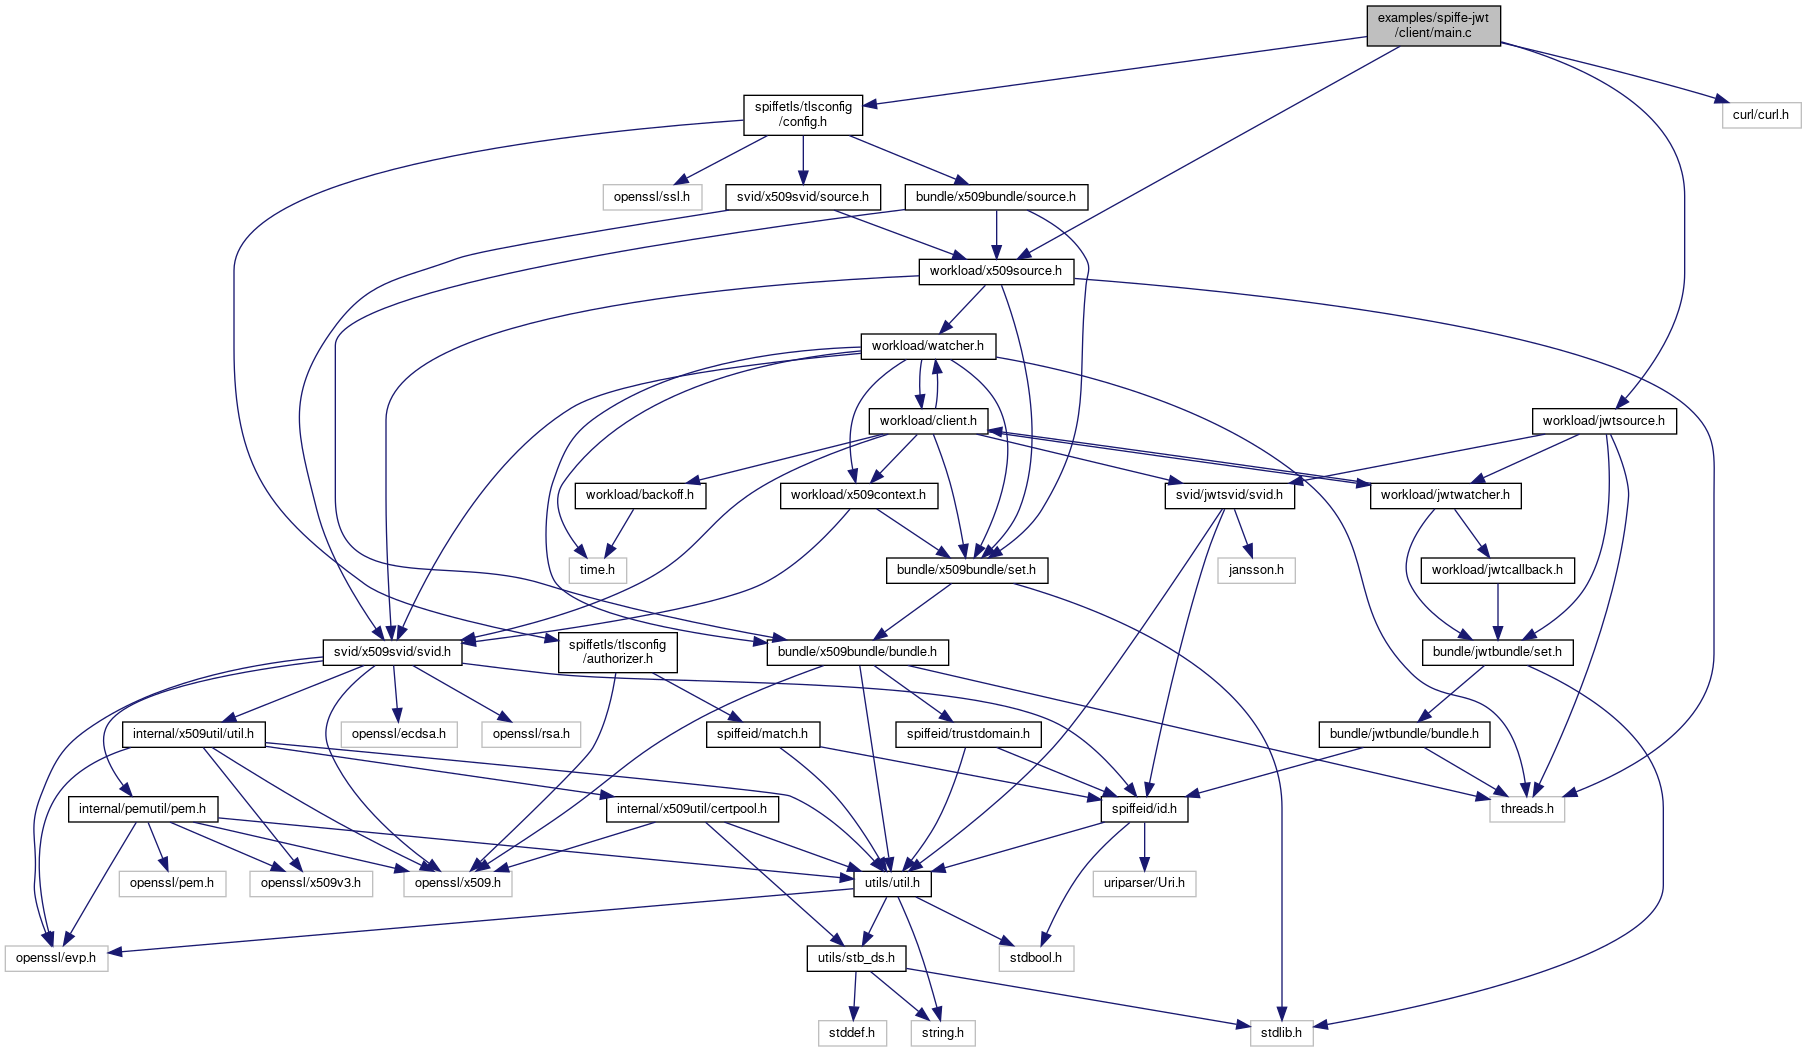 examples/spiffe-jwt
/client/main.c
spiffetls/tlsconfig
/config.h
curl/curl.h
openssl/ssl.h
svid/x509svid/source.h
bundle/x509bundle/source.h
workload/x509source.h
workload/watcher.h
workload/client.h
workload/jwtsource.h
workload/backoff.h
workload/x509context.h
svid/jwtsvid/svid.h
workload/jwtwatcher.h
time.h
bundle/x509bundle/set.h
jansson.h
workload/jwtcallback.h
svid/x509svid/svid.h
spiffetls/tlsconfig
/authorizer.h
bundle/x509bundle/bundle.h
bundle/jwtbundle/set.h
internal/x509util/util.h
openssl/ecdsa.h
openssl/rsa.h
spiffeid/match.h
spiffeid/trustdomain.h
bundle/jwtbundle/bundle.h
internal/pemutil/pem.h
internal/x509util/certpool.h
spiffeid/id.h
threads.h
openssl/pem.h
openssl/x509v3.h
openssl/x509.h
utils/util.h
uriparser/Uri.h
openssl/evp.h
utils/stb_ds.h
stdbool.h
stddef.h
string.h
stdlib.h